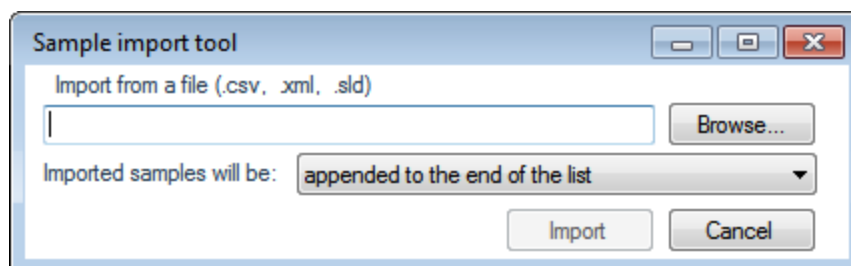 Sample import tool
Import from a file (.csv, .xml, .sld)
Browse...
Imported samples will be: appended to the end of the list
Import Cancel